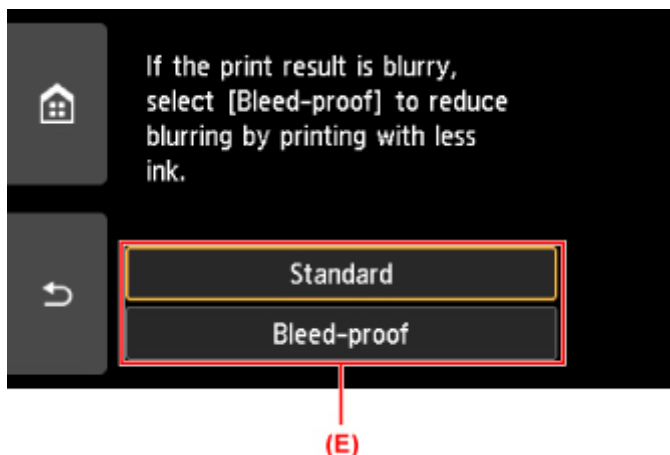 If the print result is blurry,
select [Bleed-proof] to reduce
blurring by printing with less
ink.
Standard
Bleed-proof
(E)